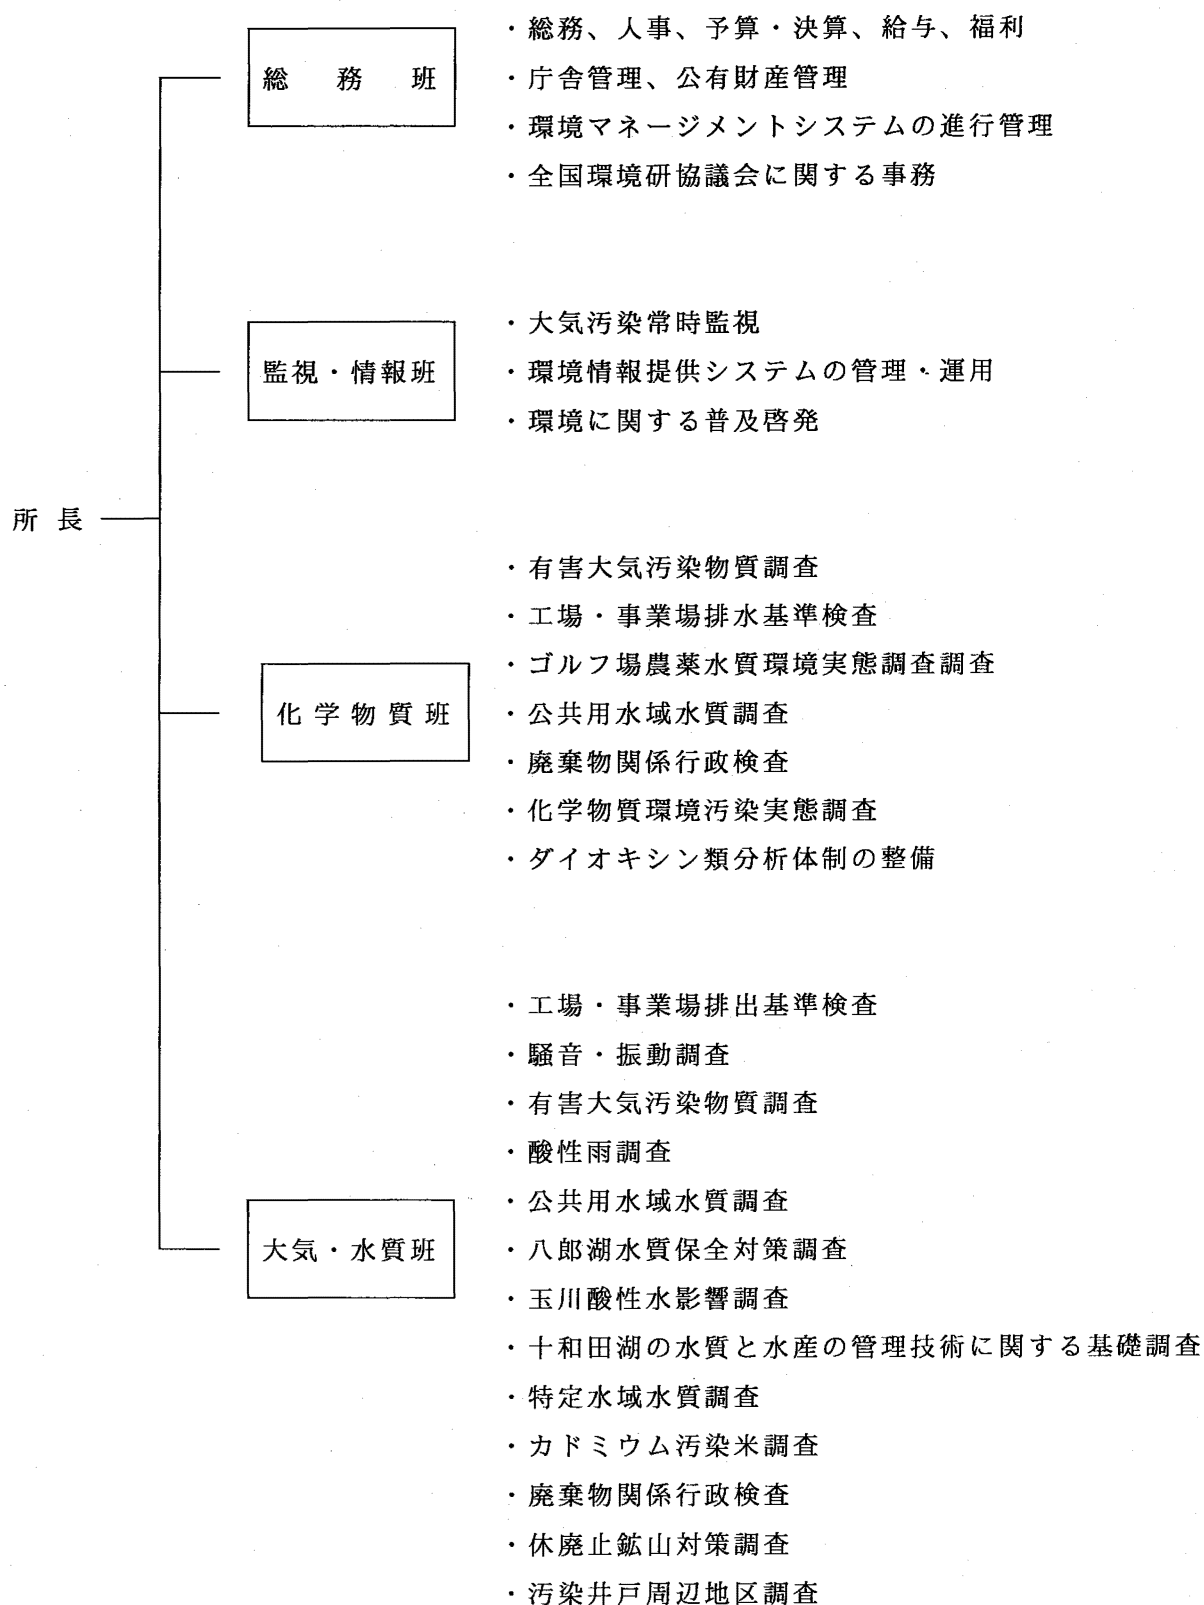 ・総務、人事、予算・決算、給与、福利
総務班
・庁舎管理、公有財産管理
・環境マネージメントシステムの進行管理
・全国環境研協議会に関する事務
・大気汚染常時監視
監視・情報班
・環境情報提供システムの管理・運用
・環境に関する普及啓発
所長
・有害大気汚染物質調査
・工場・事業場排水基準検査
・ゴルフ場農薬水質環境実態調査調査
化学物質班
・公共用水域水質調査
・廃棄物関係行政検査
・化学物質環境汚染実態調査
・ダイオキシン類分析体制の整備
・工場・事業場排出基準検査
・騒音・振動調査
・有害大気汚染物質調査
・酸性雨調査
・公共用水域水質調査
大気・水質班
・八郎湖水質保全対策調査
・玉川酸性水影響調査
・十和田湖の水質と水産の管理技術に関する基礎調査
・特定水域水質調査
・カドミウム汚染米調査
・廃棄物関係行政検査
・休廃止鉱山対策調査
・汚染井戸周辺地区調査